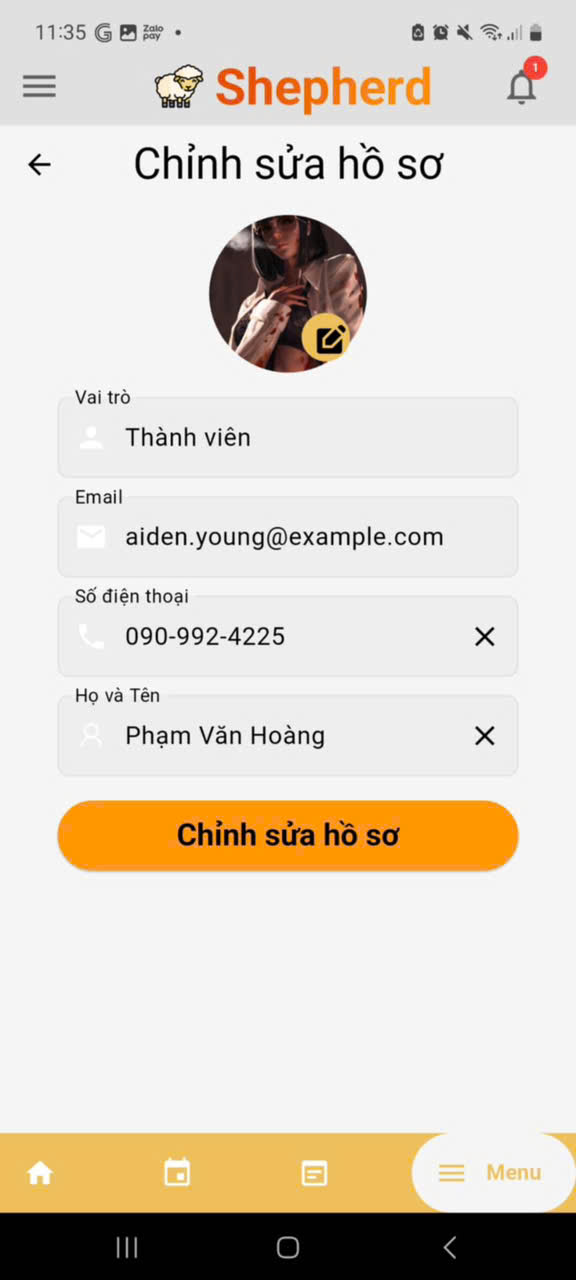 11:35 G Zalo pay
Shepherd 1
Chỉnh sửa hồ sơ
Vai trò
Thành viên
Email
aiden.young@example.com
Số điện thoại
090-992-4225
Họ và Tên
Phạm Văn Hoàng
Chỉnh sửa hồ sơ
Menu